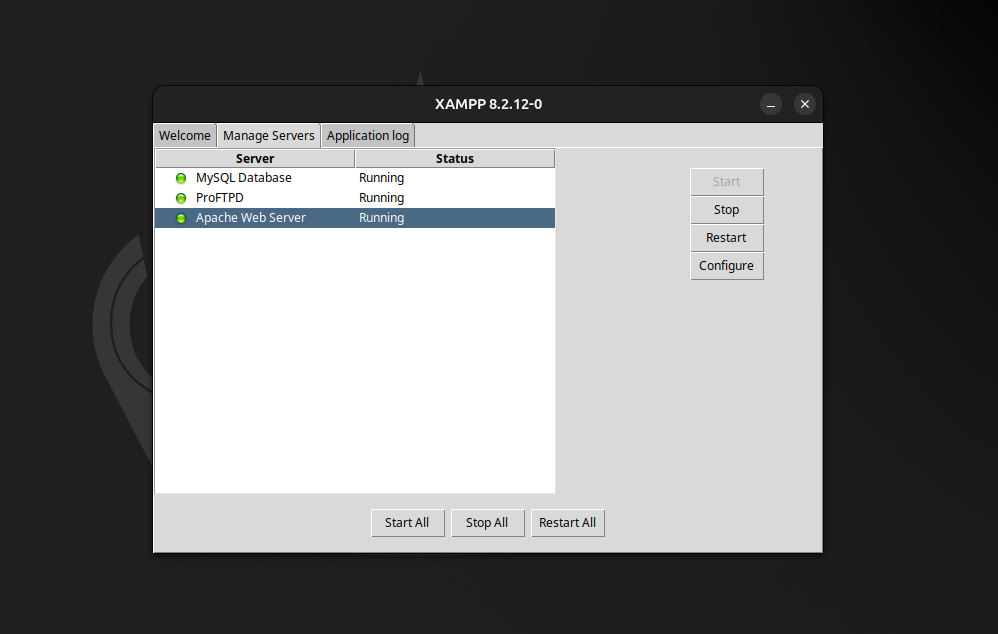 XAMPP 8.2.12-0
Welcome Manage Servers Application log
Server Status
MySQL Database Running
ProFTPD Running
Apache Web Server Running
Start
Stop
Restart
Configure
Start All Stop All Restart All